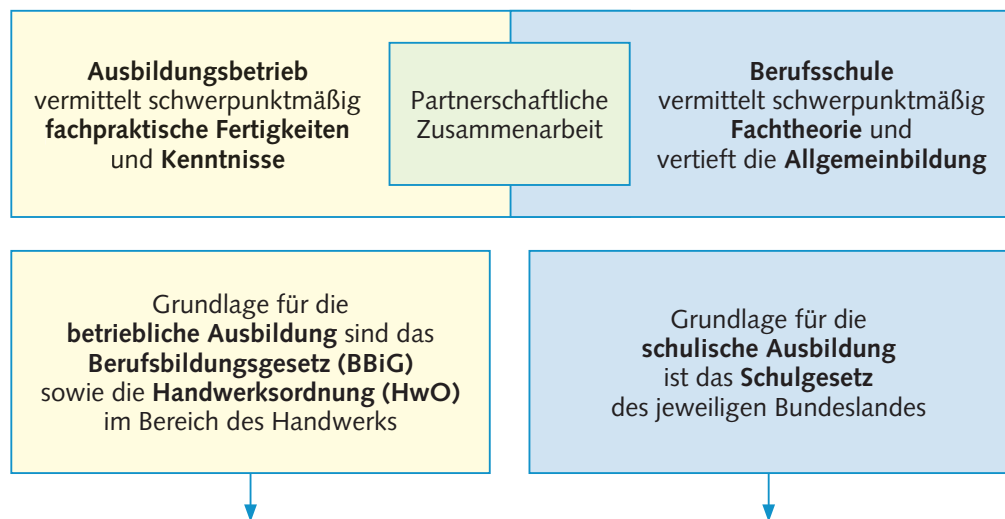 Ausbildungsbetrieb
vermittelt schwerpunktmäßig
fachpraktische Fertigkeiten
und Kenntnisse
Partnerschaftliche
Zusammenarbeit
Berufsschule
vermittelt schwerpunktmäßig
Fachtheorie und
vertieft die Allgemeinbildung
Grundlage für die
betriebliche Ausbildung sind das
Berufsbildungsgesetz (BBiG)
sowie die Handwerksordnung (HwO)
im Bereich des Handwerks
Grundlage für die
schulische Ausbildung
ist das Schulgesetz
des jeweiligen Bundeslandes